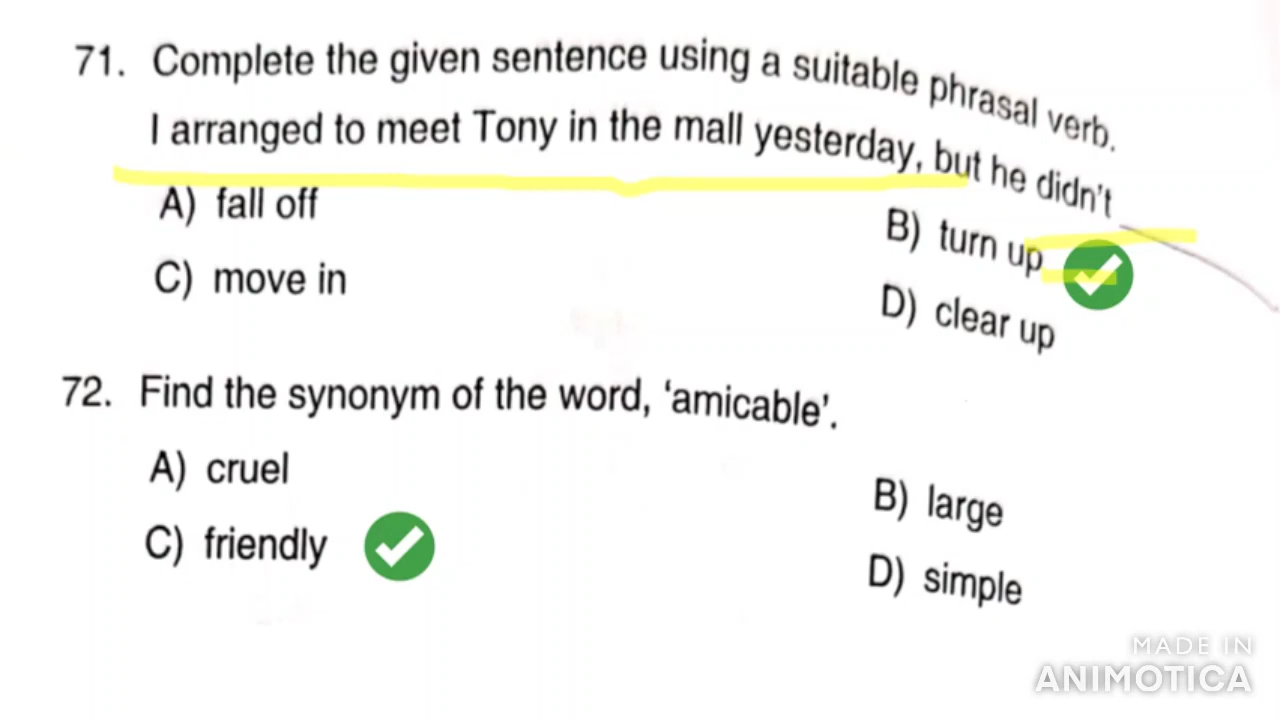 71. Complete the given sentence using a suitable phrasal verb.
I arranged to meet Tony in the mall yesterday, but he didn't
A) fall off
B) turn up
C) move in
D) clear up
72. Find the synonym of the word, ‘amicable’.
A) cruel
B) large
C) friendly
D) simple
MADE IN
ANIMOTICA